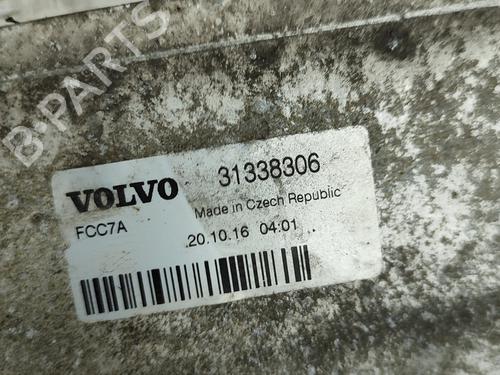 B-PARTS
VOLVO 31338306
Made in Czech Republic
FCC7A
20.10.16 04:01